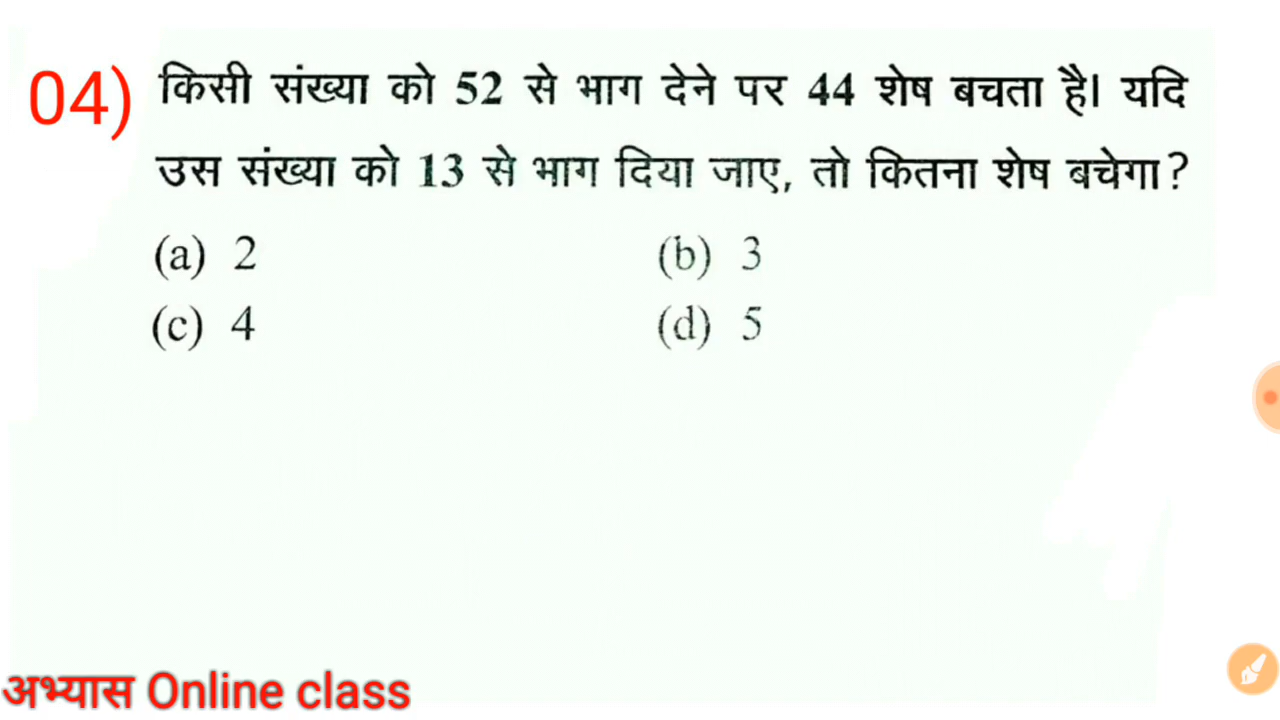 04) किसी संख्या को 52 से भाग देने पर 44 शेष बचता है। यदि
उस संख्या को 13 से भाग दिया जाए, तो कितना शेष बचेगा?
(a) 2 (b) 3
(c) 4 (d) 5
अभ्यास Online class